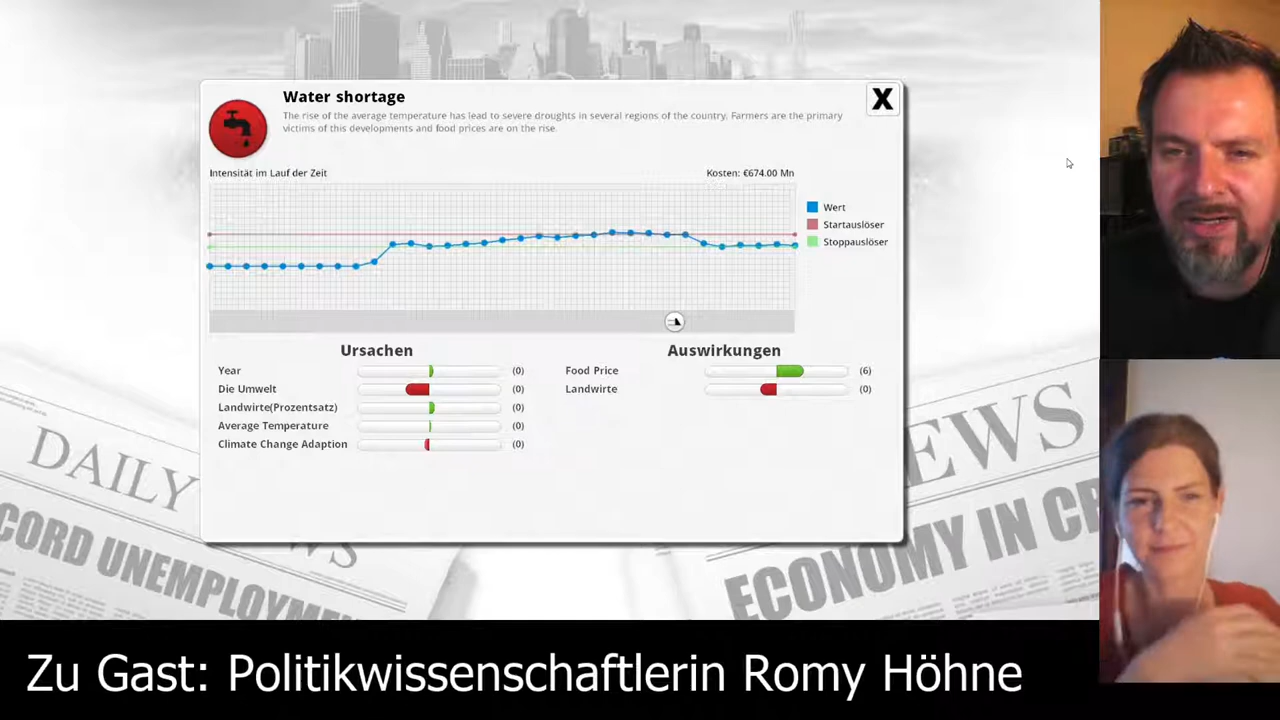 Water shortage
X
The rise of the average temperature has lead to severe droughts in several regions of the country. Farmers are the primary
victims of this developments and food prices are on the rise.
Intensität im Lauf der Zeit
Kosten: €674.00 Mn
Wert
Startauslöser
Stoppauslöser
Ursachen
Year (0)
Die Umwelt (0)
Landwirte(Prozentsatz) (0)
Average Temperature (0)
Climate Change Adaption (0)
Auswirkungen
Food Price (6)
Landwirte (0)
DAILY
NEWS
CORD UNEMPLOYME
EWS
ECONOMY IN CR
Zu Gast: Politikwissenschaftlerin Romy Höhne